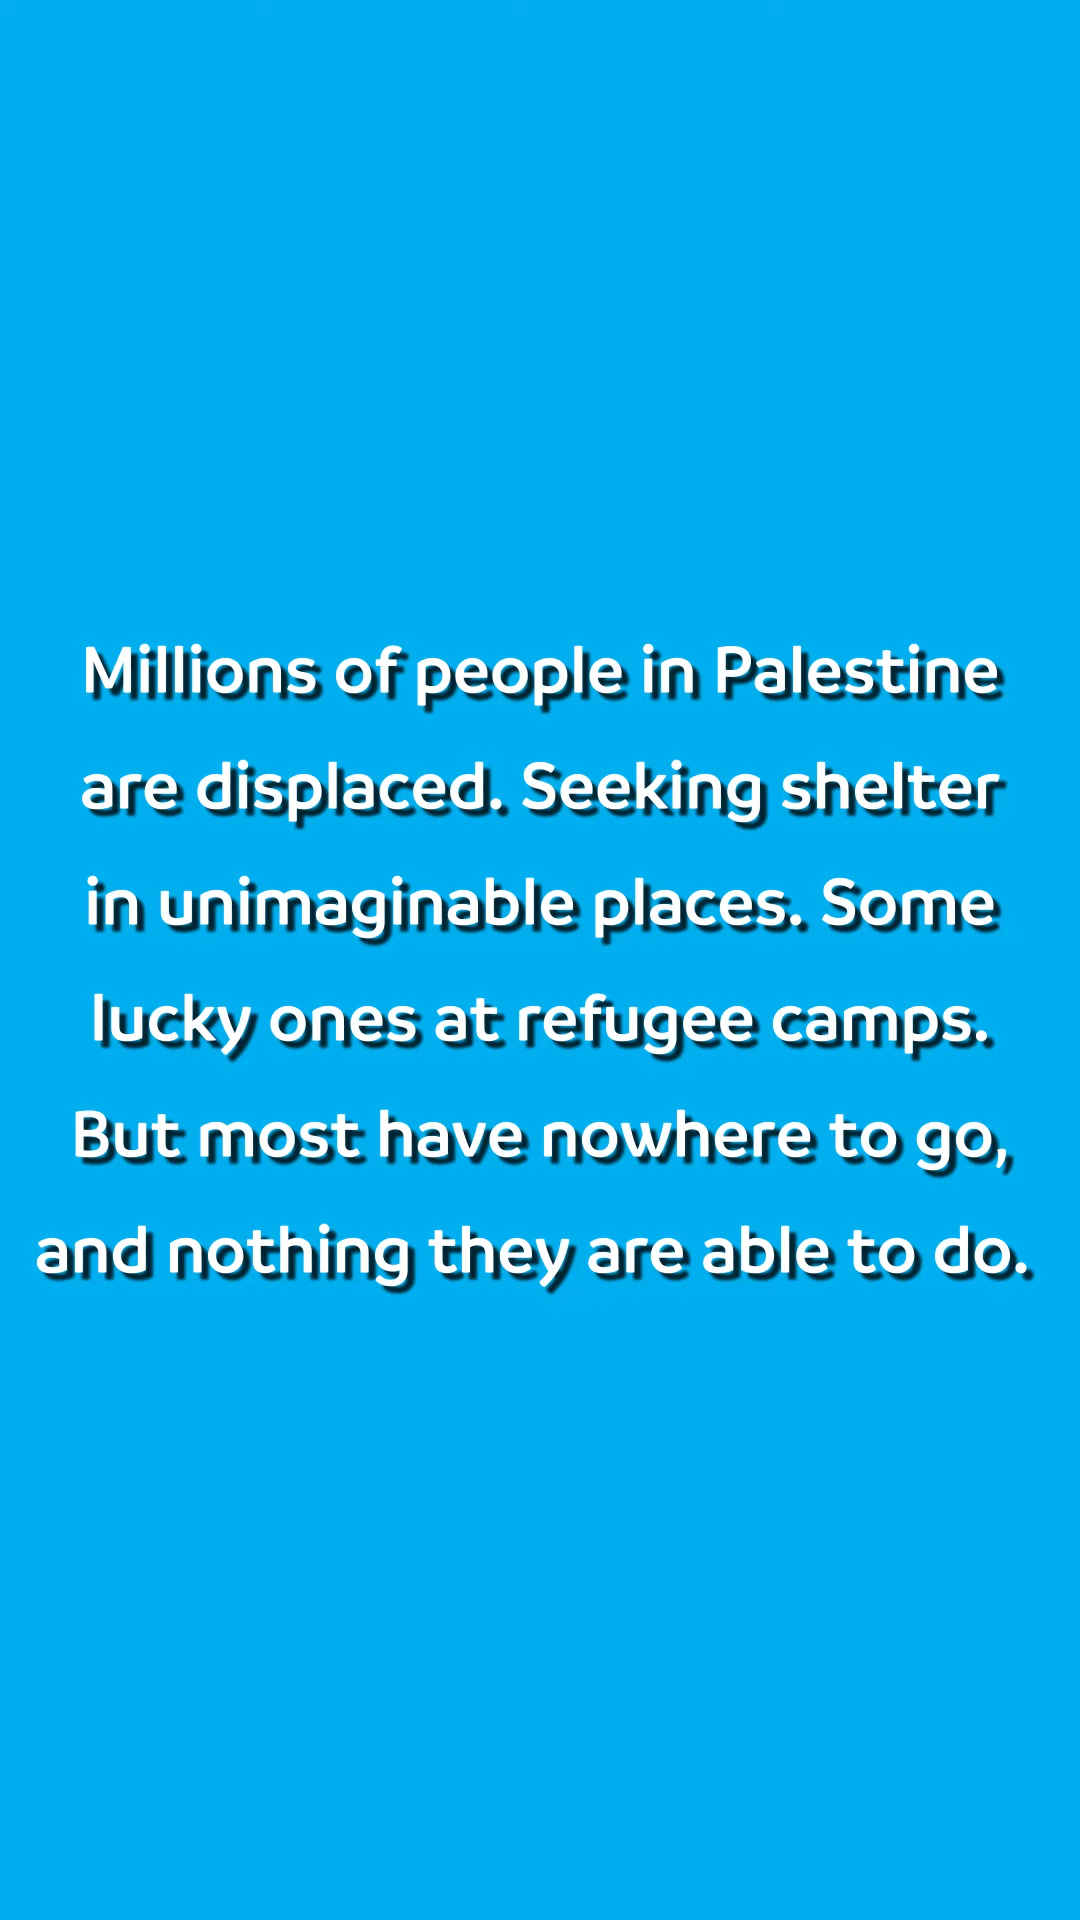 Millions of people in Palestine
are displaced. Seeking shelter
in unimaginable places. Some
lucky ones at refugee camps.
But most have nowhere to go,
and nothing they are able to do.